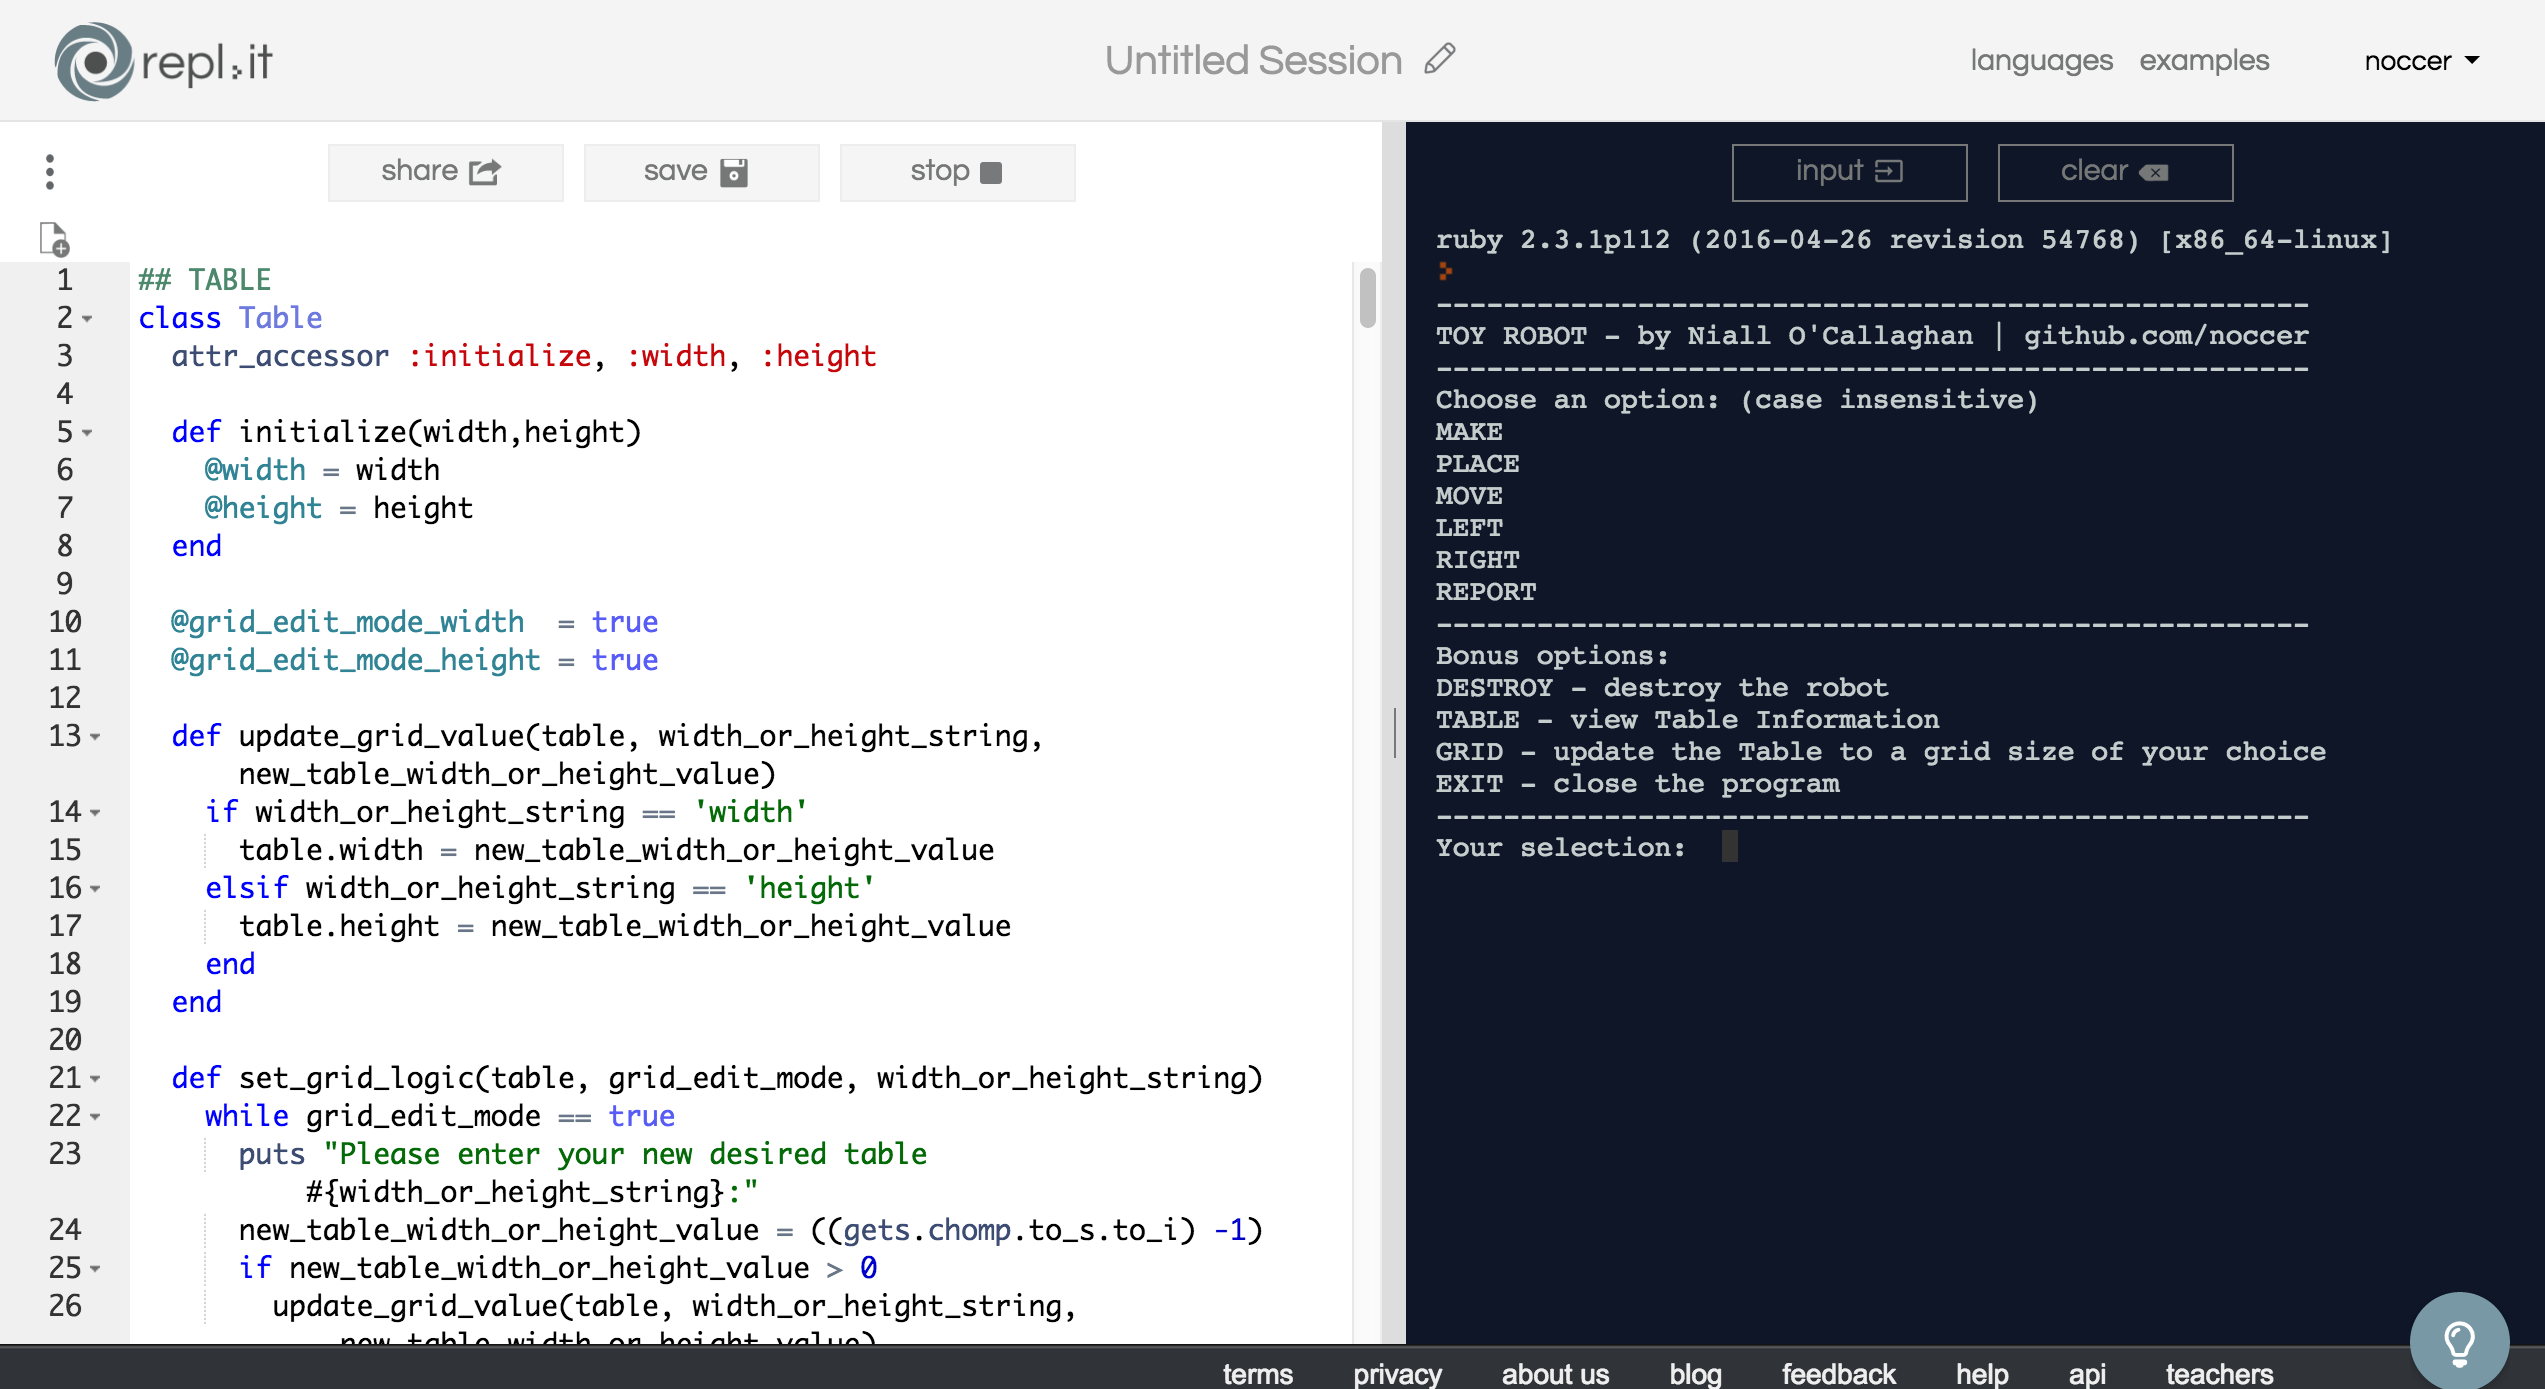 repl.it
Untitled Session
languages examples noccer
share save stop
input clear
1 ## TABLE
2 class Table
3 attr_accessor :initialize, :width, :height
4
5 def initialize(width,height)
6 @width = width
7 @height = height
8 end
9
10 @grid_edit_mode_width  = true
11 @grid_edit_mode_height = true
12
13 def update_grid_value(table, width_or_height_string,
new_table_width_or_height_value)
14 if width_or_height_string == 'width'
15 table.width = new_table_width_or_height_value
16 elsif width_or_height_string == 'height'
17 table.height = new_table_width_or_height_value
18 end
19 end
20
21 def set_grid_logic(table, grid_edit_mode, width_or_height_string)
22 while grid_edit_mode == true
23 puts "Please enter your new desired table
#{width_or_height_string}:"
24 new_table_width_or_height_value = ((gets.chomp.to_s.to_i) -1)
25 if new_table_width_or_height_value > 0
26 update_grid_value(table, width_or_height_string,
new_table_width_or_height_value)
ruby 2.3.1p112 (2016-04-26 revision 54768) [x86_64-linux]
----------------------------------------------------
TOY ROBOT - by Niall O'Callaghan | github.com/noccer
----------------------------------------------------
Choose an option: (case insensitive)
MAKE
PLACE
MOVE
LEFT
RIGHT
REPORT
----------------------------------------------------
Bonus options:
DESTROY - destroy the robot
TABLE - view Table Information
GRID - update the Table to a grid size of your choice
EXIT - close the program
----------------------------------------------------
Your selection:
terms privacy about us blog feedback help api teachers